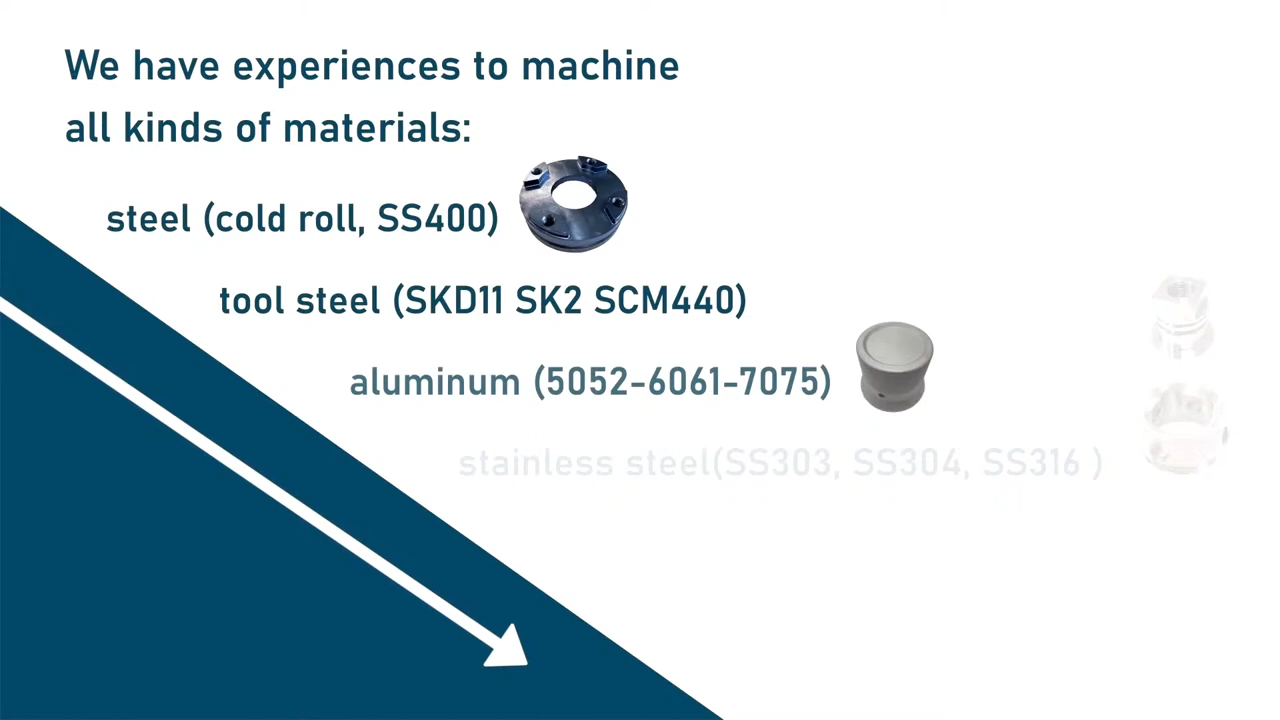 We have experiences to machine
all kinds of materials:
steel (cold roll, SS400)
tool steel (SKD11 SK2 SCM440)
aluminum (5052-6061-7075)
stainless steel(SS303, SS304, SS316 )